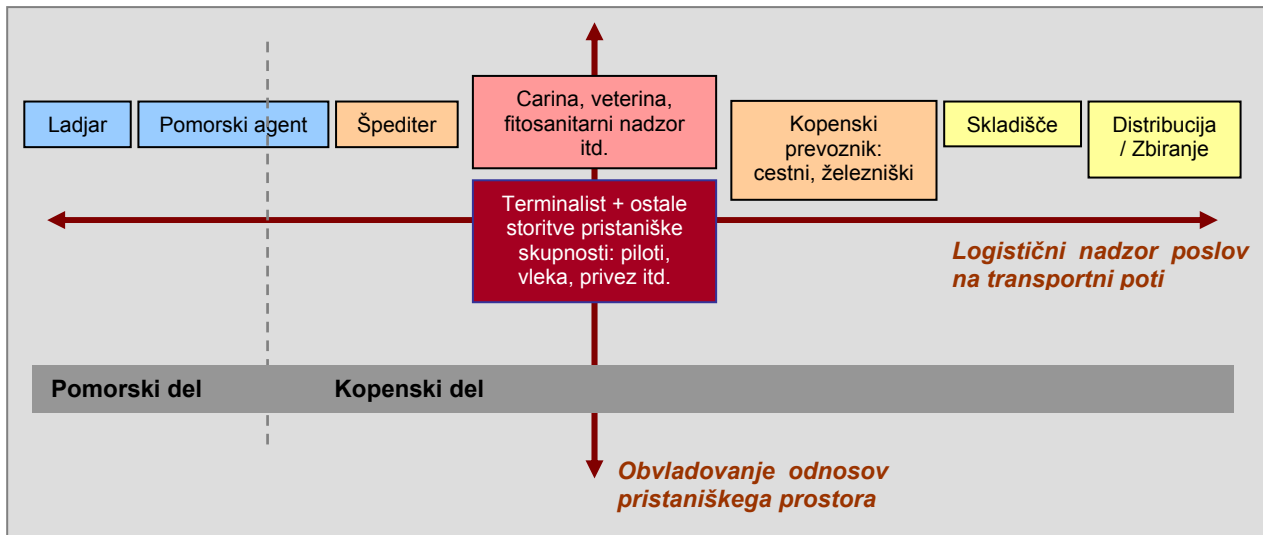 Ladjar
Pomorski agent
Špediter
Carina, veterina,
fitosanitarni nadzor
itd.
Kopenski
prevoznik:
cestni, železniški
Skladišče
Distribucija
/ Zbiranje
Terminalist + ostale
storitve pristaniške
skupnosti: piloti,
vleka, privez itd.
Logistični nadzor poslov
na transportni poti
Pomorski del
Kopenski del
Obvladovanje odnosov
pristaniškega prostora